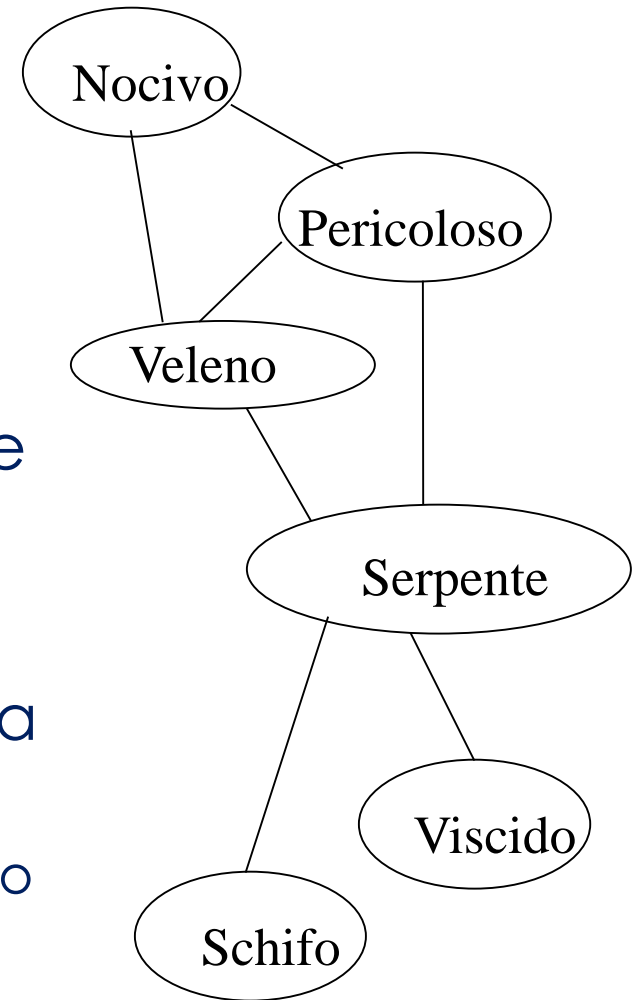 Nocivo
Pericoloso
Veleno
e
Serpente
a
Viscido
o
Schifo